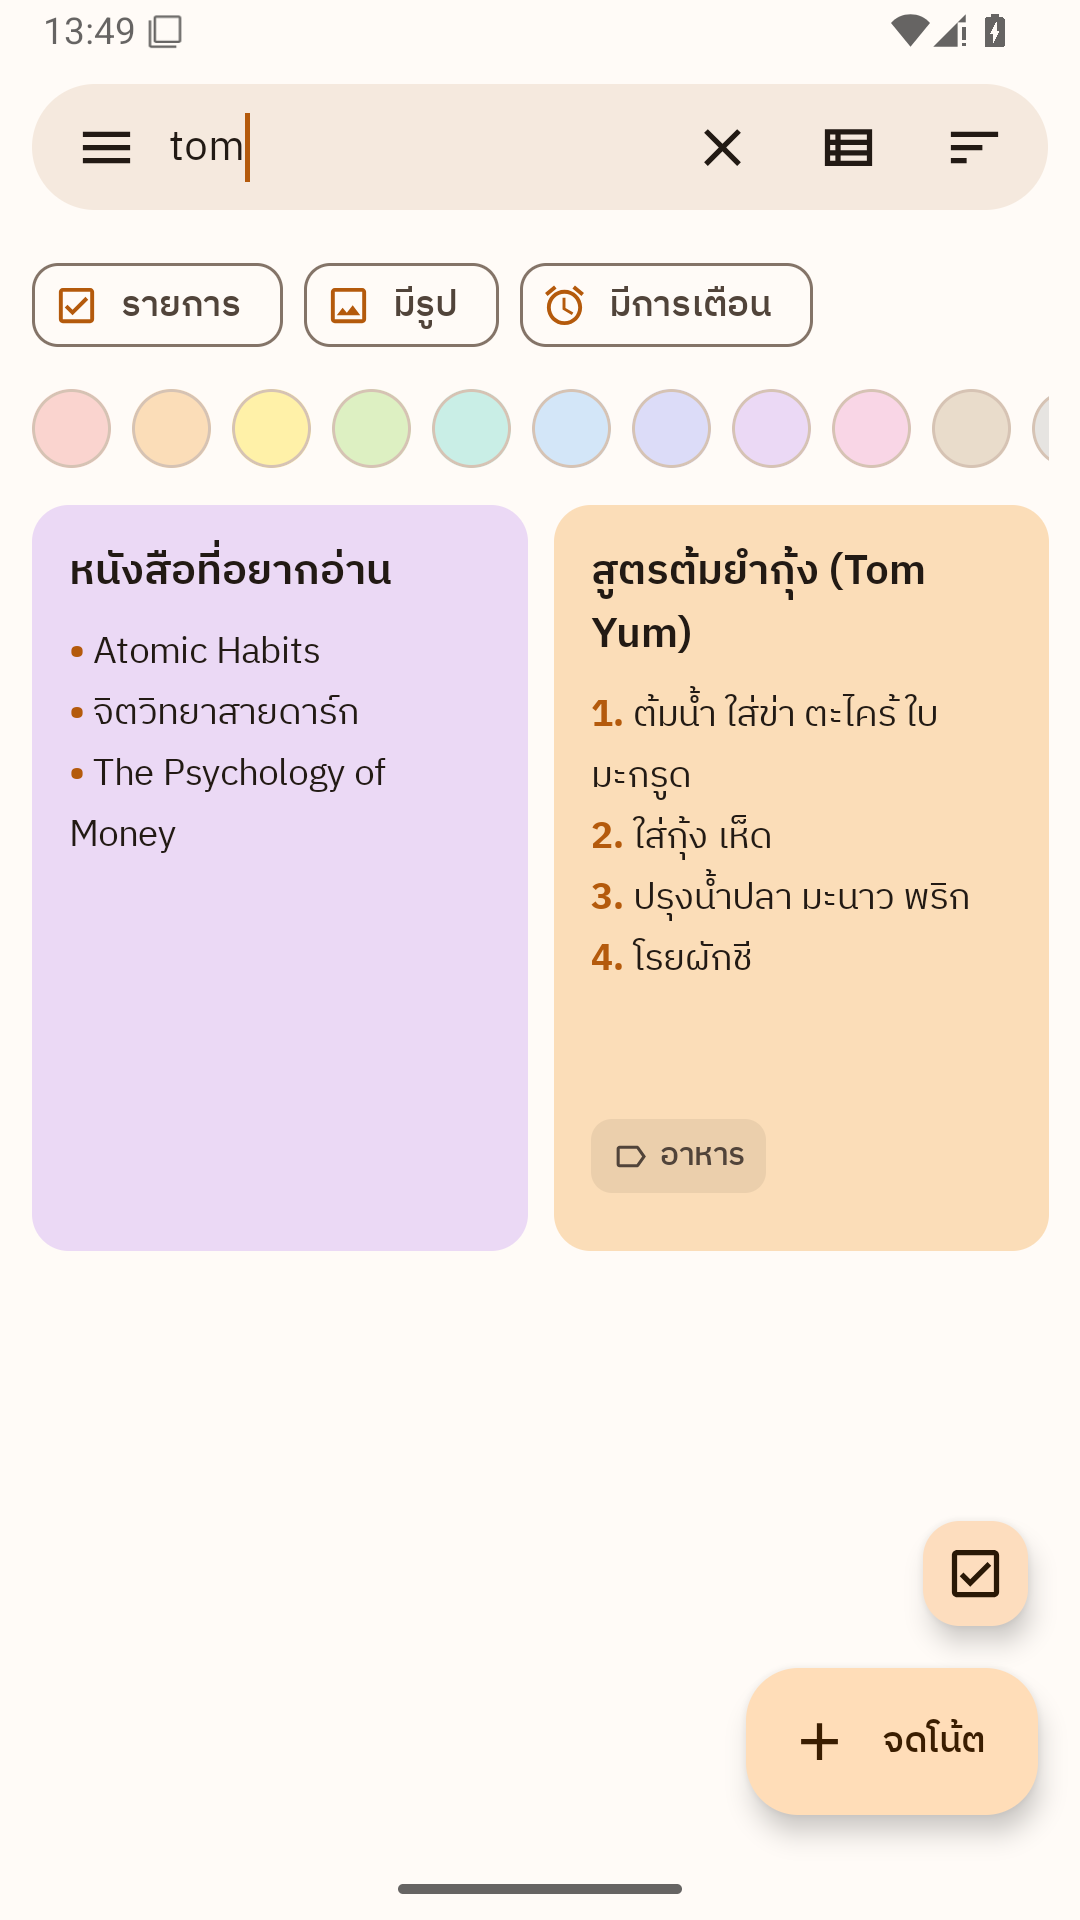 13:49
tom
รายการ
มีรูป
มีการเตือน
หนังสือที่อยากอ่าน
• Atomic Habits
• จิตวิทยาสายดาร์ก
• The Psychology of
Money
สูตรต้มยำกุ้ง (Tom
Yum)
1. ต้มน้ำ ใส่ข่า ตะไคร้ ใบ
มะกรูด
2. ใส่กุ้ง เห็ด
3. ปรุงน้ำปลา มะนาว พริก
4. โรยผักชี
อาหาร
จดโน้ต